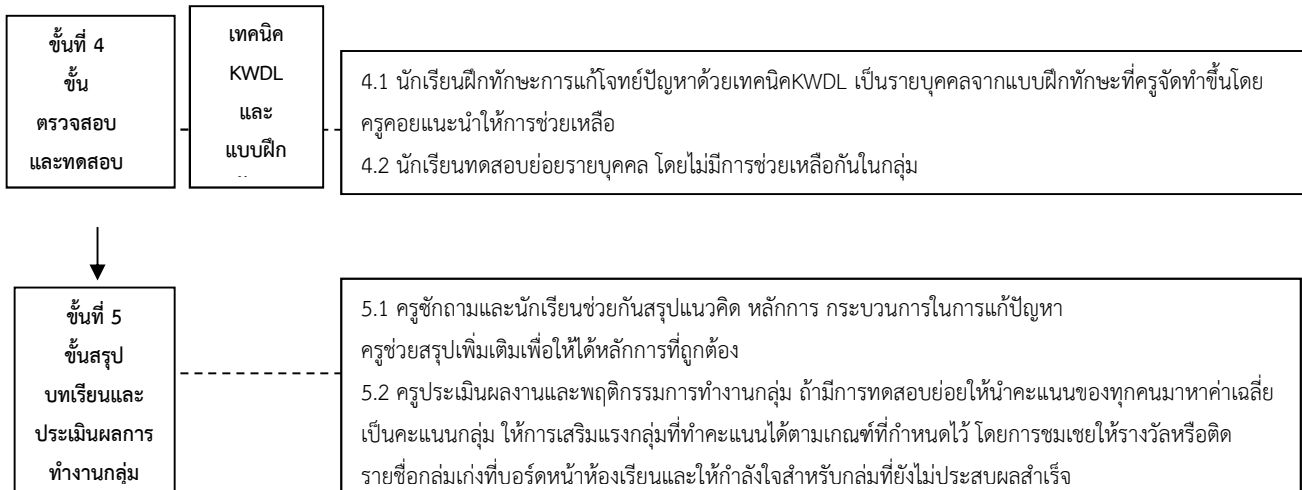 ขั้นที่ 4
ขั้น
ตรวจสอบ
และทดสอบ
เทคนิค
KWDL
และ
แบบฝึก
4.1 นักเรียนฝึกทักษะการแก้โจทย์ปัญหาด้วยเทคนิคKWDL เป็นรายบุคคลจากแบบฝึกทักษะที่ครูจัดทำขึ้นโดย
ครูคอยแนะนำให้การช่วยเหลือ
4.2 นักเรียนทดสอบย่อยรายบุคคล โดยไม่มีการช่วยเหลือกันในกลุ่ม
ขั้นที่ 5
ขั้นสรุป
บทเรียนและ
ประเมินผลการ
ทำงานกลุ่ม
5.1 ครูซักถามและนักเรียนช่วยกันสรุปแนวคิด หลักการ กระบวนการในการแก้ปัญหา
ครูช่วยสรุปเพิ่มเติมเพื่อให้ได้หลักการที่ถูกต้อง
5.2 ครูประเมินผลงานและพฤติกรรมการทำงานกลุ่ม ถ้ามีการทดสอบย่อยให้นำคะแนนของทุกคนมาหาค่าเฉลี่ย
เป็นคะแนนกลุ่ม ให้การเสริมแรงกลุ่มที่ทำคะแนนได้ตามเกณฑ์ที่กำหนดไว้ โดยการชมเชยให้รางวัลหรือติด
รายชื่อกลุ่มเก่งที่บอร์ดหน้าห้องเรียนและให้กำลังใจสำหรับกลุ่มที่ยังไม่ประสบผลสำเร็จ